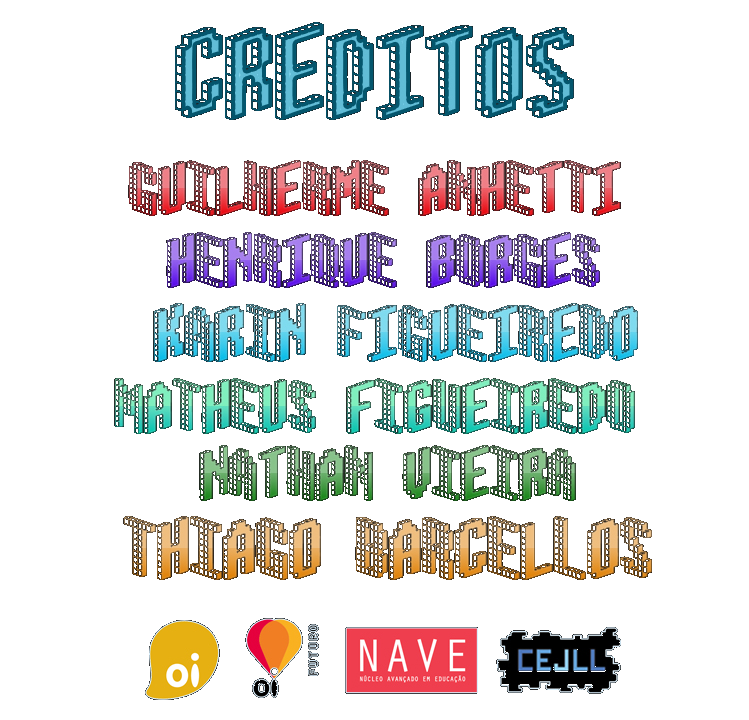 CREDITOS
GUILHERME ANHETTI
HENRIQUE BORGES
KARIN FIGUEIREDO
MATHEUS FIGUEIREDO
NATHAN VIEIRA
THIAGO BARCELLOS
oi
OI FUTURO
NAVE
NÚCLEO AVANÇADO EM EDUCAÇÃO
CEJLL